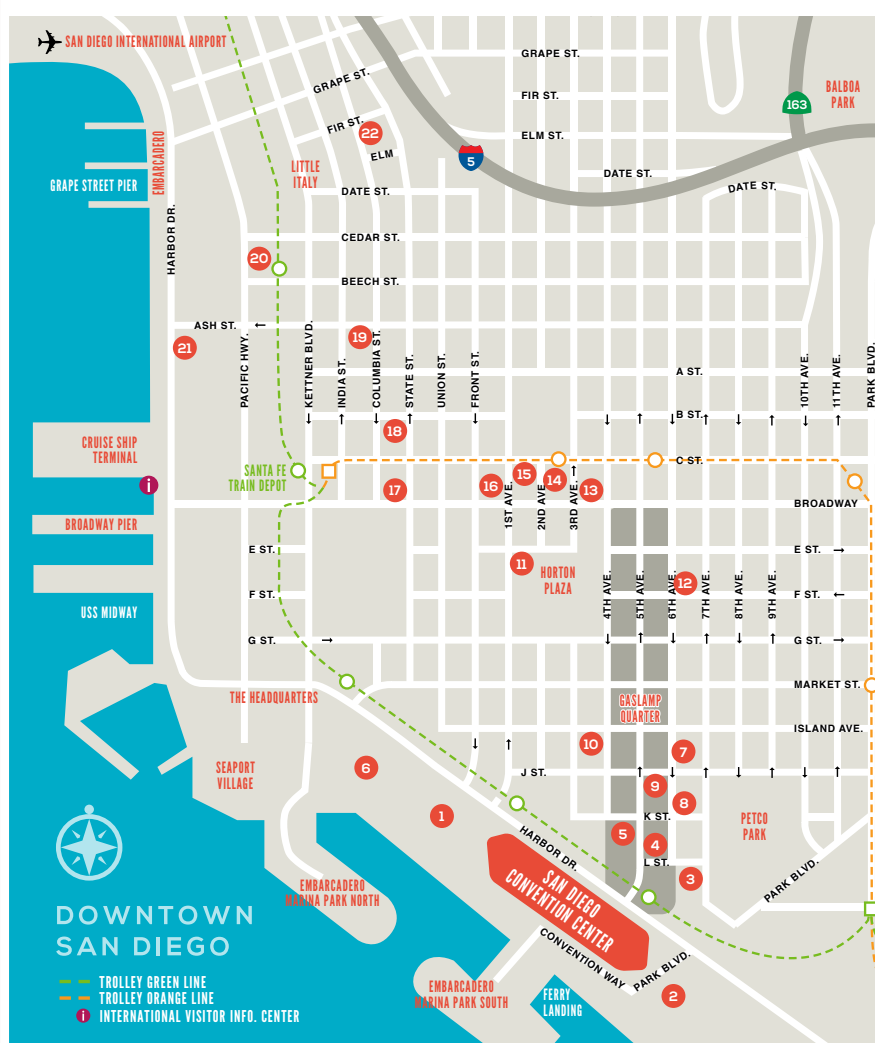 SAN DIEGO INTERNATIONAL AIRPORT
GRAPE ST.
GRAPE ST.
BALBOA
PARK
163
FIR ST.
FIR ST.
22
ELM ST.
ELM
5
EMBARCADERO
LITTLE
ITALY
DATE ST.
DATE ST.
DATE ST.
GRAPE STREET PIER
HARBOR DR.
CEDAR ST.
20
BEECH ST.
ASH ST.
19
21
PACIFIC HWY.
KETTNER BLVD.
INDIA ST.
COLUMBIA ST.
STATE ST.
UNION ST.
FRONT ST.
A ST.
10TH AVE.
11TH AVE.
PARK BLVD.
B ST.
18
CRUISE SHIP
TERMINAL
SANTA FE
TRAIN DEPOT
C ST.
i
17
16
15
14
13
1ST AVE.
2ND AVE.
3RD AVE.
BROADWAY
BROADWAY PIER
E ST.
E ST.
11
HORTON
PLAZA
12
4TH AVE.
5TH AVE.
6TH AVE.
7TH AVE.
8TH AVE.
9TH AVE.
F ST.
F ST.
USS MIDWAY
G ST.
G ST.
THE HEADQUARTERS
MARKET ST.
GASLAMP
QUARTER
ISLAND AVE.
10
7
SEAPORT
VILLAGE
6
J ST.
9
8
1
K ST.
PETCO
PARK
5
4
HARBOR DR.
L ST.
3
PARK BLVD.
SAN DIEGO
CONVENTION CENTER
EMBARCADERO
MARINA PARK NORTH
CONVENTION WAY
PARK BLVD.
2
EMBARCADERO
MARINA PARK SOUTH
FERRY
LANDING
DOWNTOWN
SAN DIEGO
TROLLEY GREEN LINE
TROLLEY ORANGE LINE
i INTERNATIONAL VISITOR INFO. CENTER